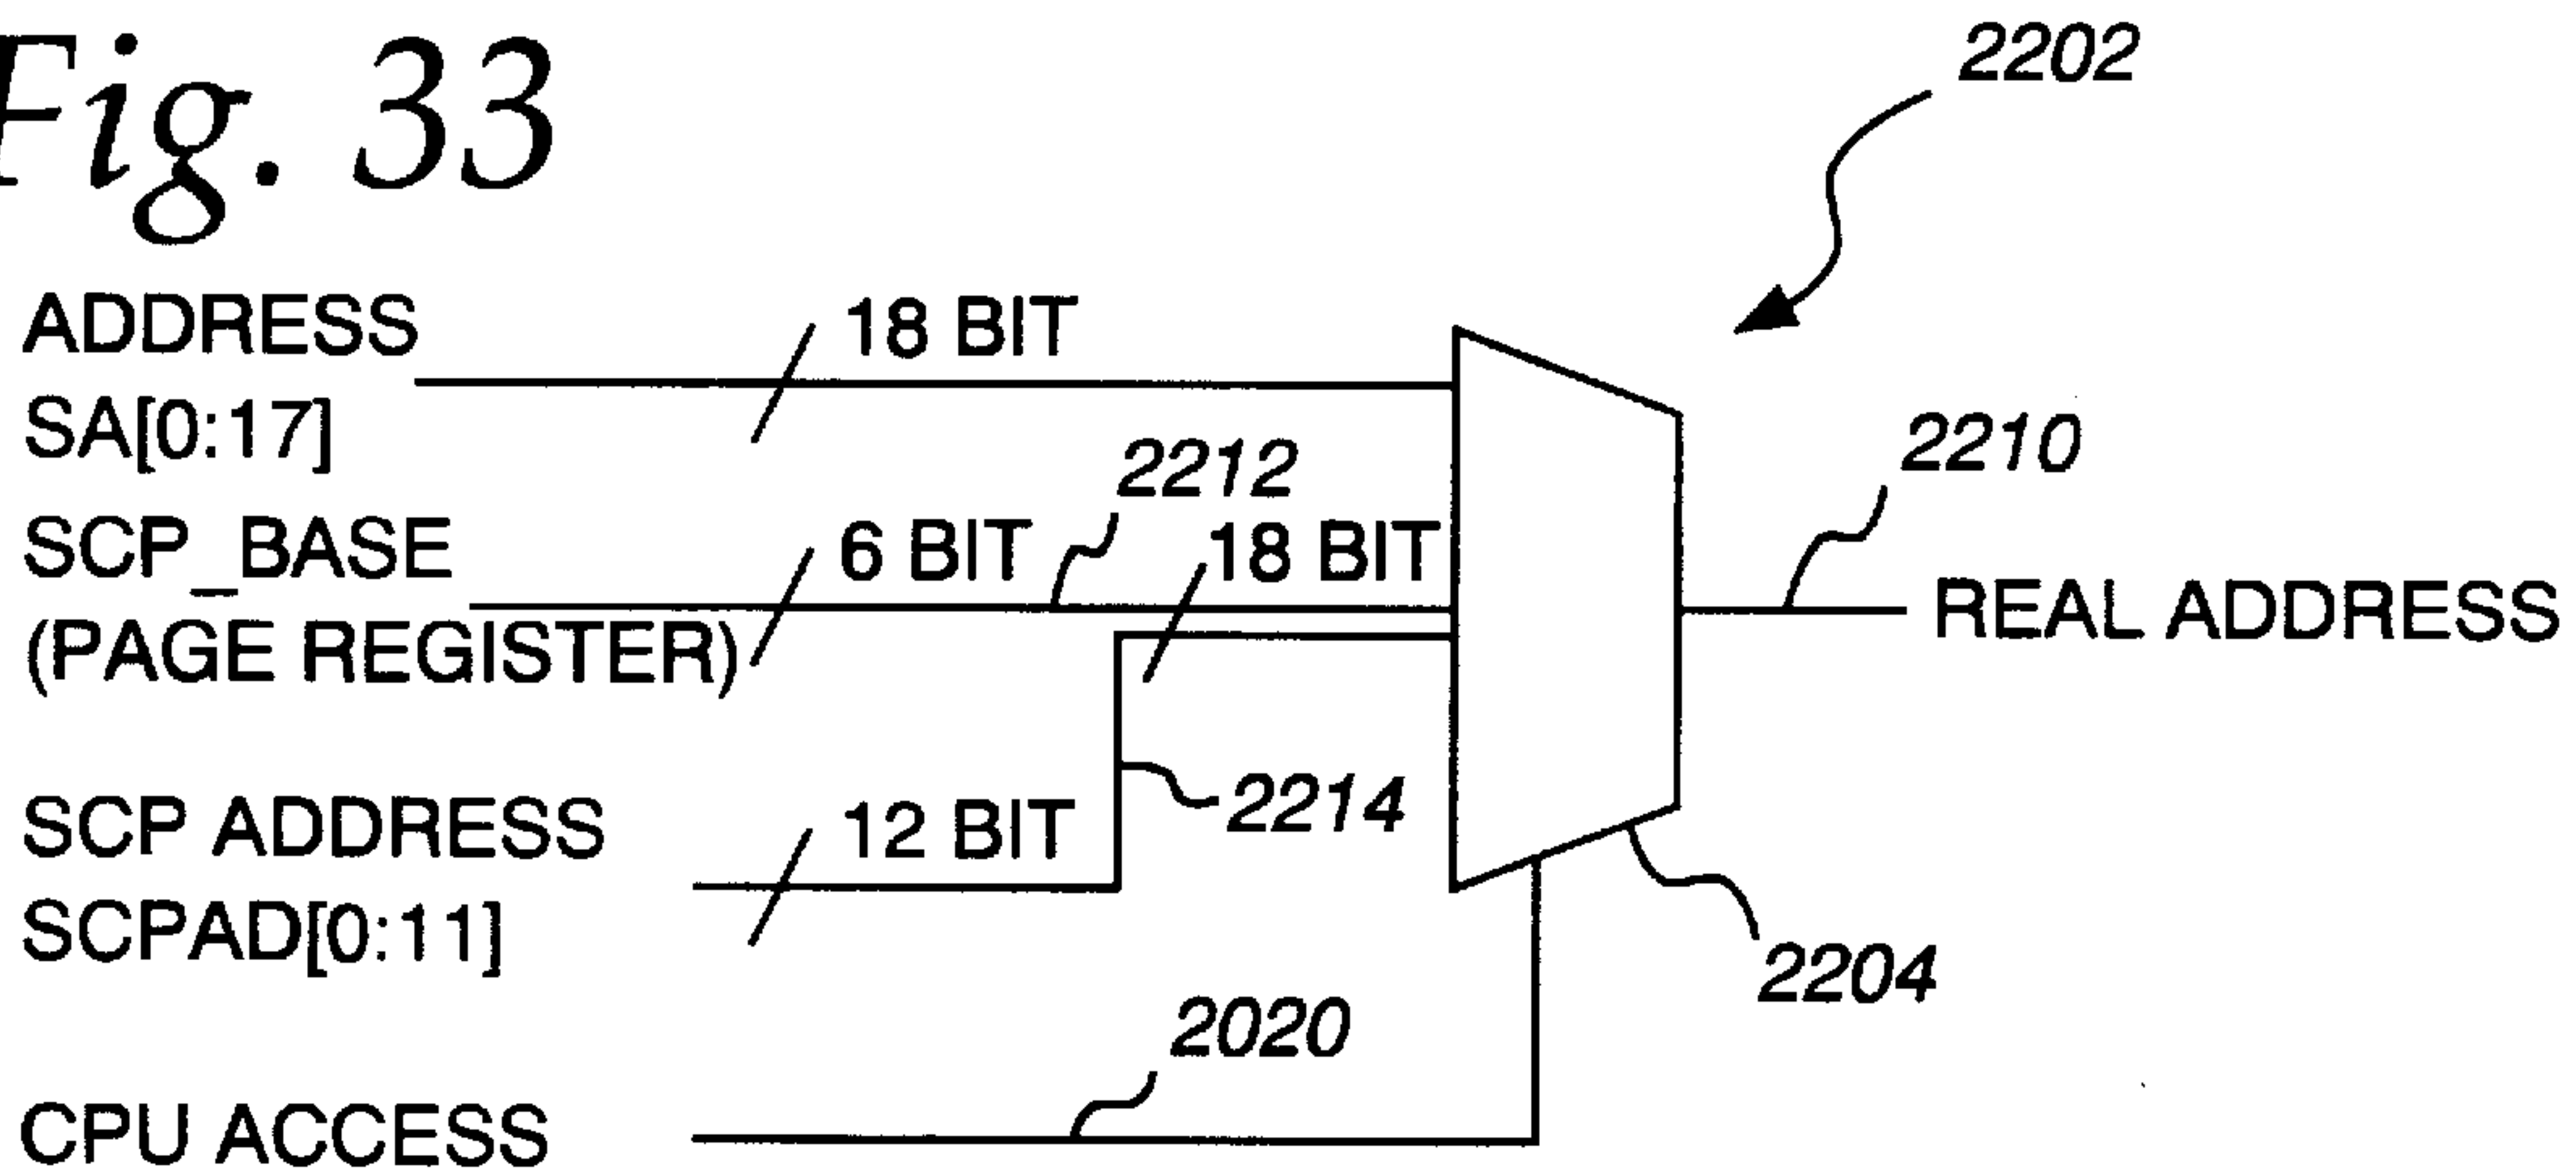 Fig. 33
2202
ADDRESS
18 BIT
SA[0:17]
2212
2210
SCP_BASE
6 BIT
18 BIT
(PAGE REGISTER)
REAL ADDRESS
SCP ADDRESS
12 BIT
2214
SCPAD[0:11]
2204
2020
CPU ACCESS